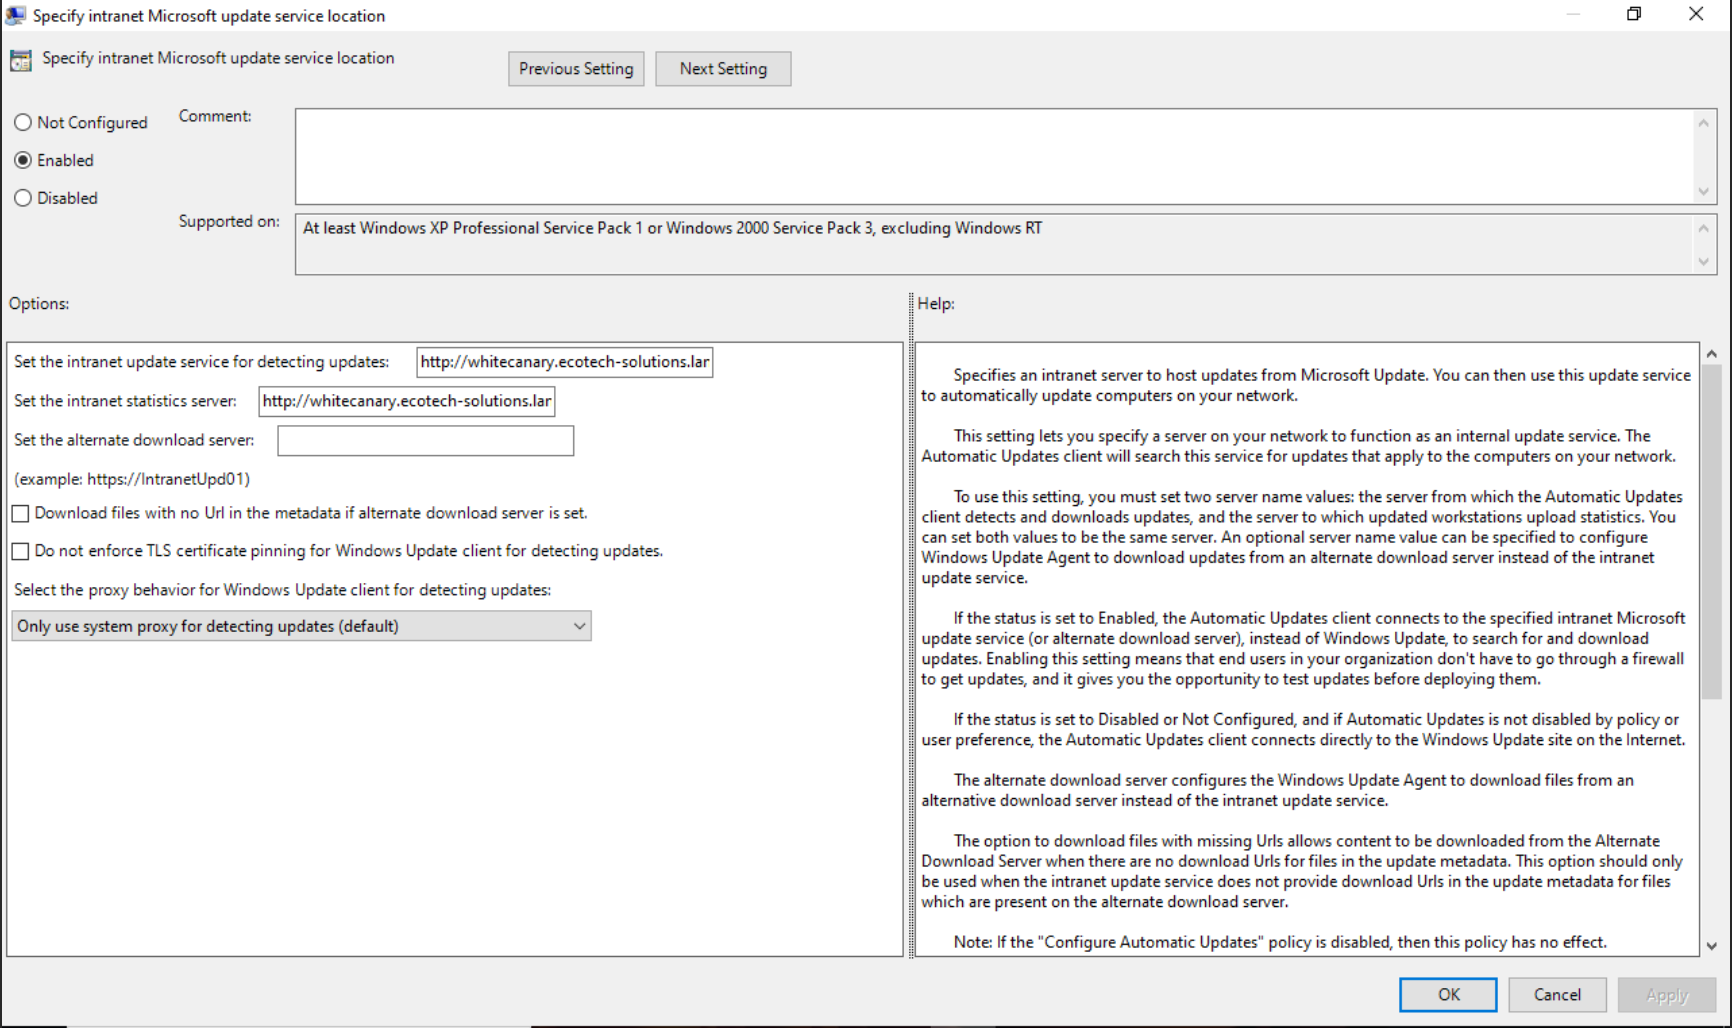 Specify intranet Microsoft update service location
Specify intranet Microsoft update service location
Previous Setting
Next Setting
Not Configured
Comment:
Enabled
Disabled
Supported on:
At least Windows XP Professional Service Pack 1 or Windows 2000 Service Pack 3, excluding Windows RT
Options:
Help:
Set the intranet update service for detecting updates:
http://whitecanary.ecotech-solutions.lar
Set the intranet statistics server:
http://whitecanary.ecotech-solutions.lar
Set the alternate download server:
(example: https://IntranetUpd01)
Download files with no Url in the metadata if alternate download server is set.
Do not enforce TLS certificate pinning for Windows Update client for detecting updates.
Select the proxy behavior for Windows Update client for detecting updates:
Only use system proxy for detecting updates (default)
Specifies an intranet server to host updates from Microsoft Update. You can then use this update service
to automatically update computers on your network.
This setting lets you specify a server on your network to function as an internal update service. The
Automatic Updates client will search this service for updates that apply to the computers on your network.
To use this setting, you must set two server name values: the server from which the Automatic Updates
client detects and downloads updates, and the server to which updated workstations upload statistics. You
can set both values to be the same server. An optional server name value can be specified to configure
Windows Update Agent to download updates from an alternate download server instead of the intranet
update service.
If the status is set to Enabled, the Automatic Updates client connects to the specified intranet Microsoft
update service (or alternate download server), instead of Windows Update, to search for and download
updates. Enabling this setting means that end users in your organization don't have to go through a firewall
to get updates, and it gives you the opportunity to test updates before deploying them.
If the status is set to Disabled or Not Configured, and if Automatic Updates is not disabled by policy or
user preference, the Automatic Updates client connects directly to the Windows Update site on the Internet.
The alternate download server configures the Windows Update Agent to download files from an
alternative download server instead of the intranet update service.
The option to download files with missing Urls allows content to be downloaded from the Alternate
Download Server when there are no download Urls for files in the update metadata. This option should only
be used when the intranet update service does not provide download Urls in the update metadata for files
which are present on the alternate download server.
Note: If the "Configure Automatic Updates" policy is disabled, then this policy has no effect.
OK
Cancel
Apply